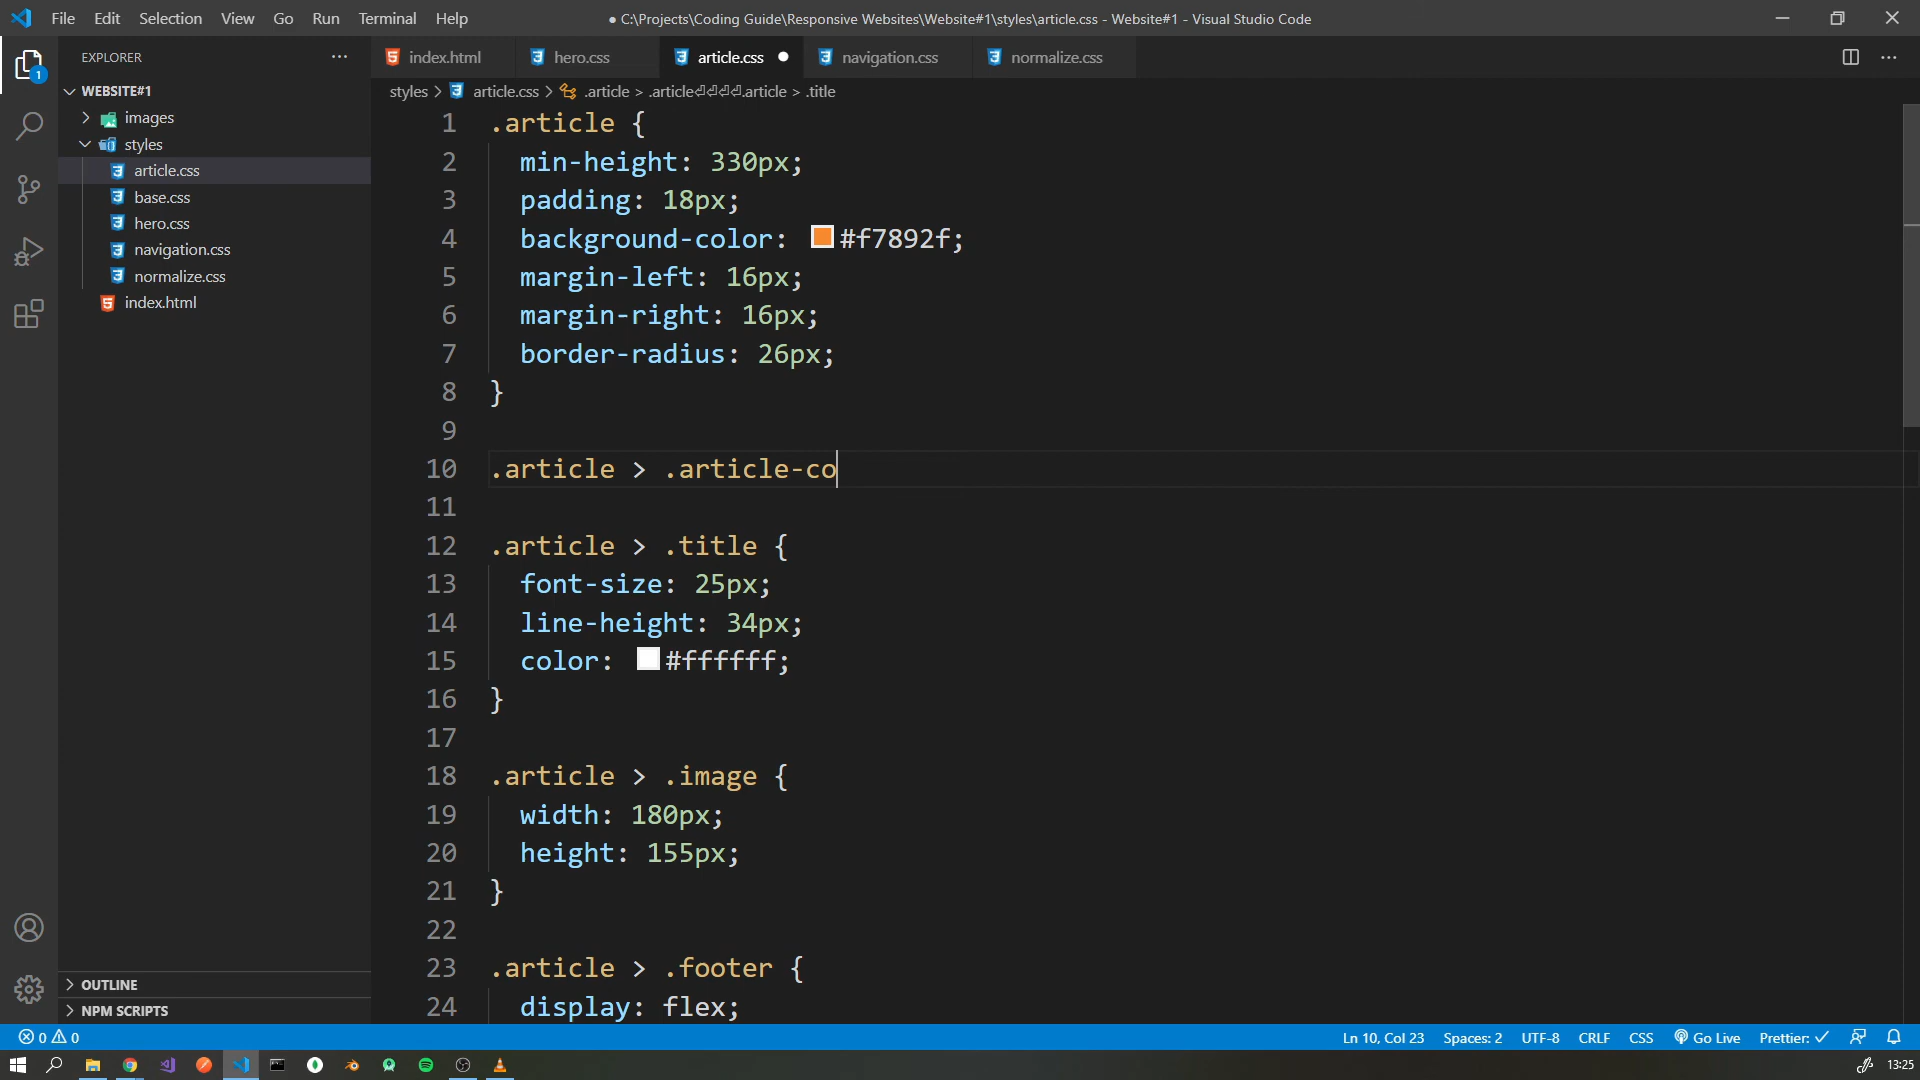 File Edit Selection View Go Run Terminal Help
● C:\Projects\Coding Guide\Responsive Websites\Website#1\styles\article.css - Website#1 - Visual Studio Code
EXPLORER
index.html hero.css article.css navigation.css normalize.css
1
WEBSITE#1
images
styles
article.css
base.css
hero.css
navigation.css
normalize.css
index.html
OUTLINE
NPM SCRIPTS
styles > article.css > .article > .article⏎⏎⏎⏎.article > .title
1 .article {
2 min-height: 330px;
3 padding: 18px;
4 background-color: #f7892f;
5 margin-left: 16px;
6 margin-right: 16px;
7 border-radius: 26px;
8 }
9
10 .article > .article-co
11
12 .article > .title {
13 font-size: 25px;
14 line-height: 34px;
15 color: #ffffff;
16 }
17
18 .article > .image {
19 width: 180px;
20 height: 155px;
21 }
22
23 .article > .footer {
24 display: flex;
0 0 Ln 10, Col 23 Spaces: 2 UTF-8 CRLF CSS Go Live Prettier: ✓
13:25